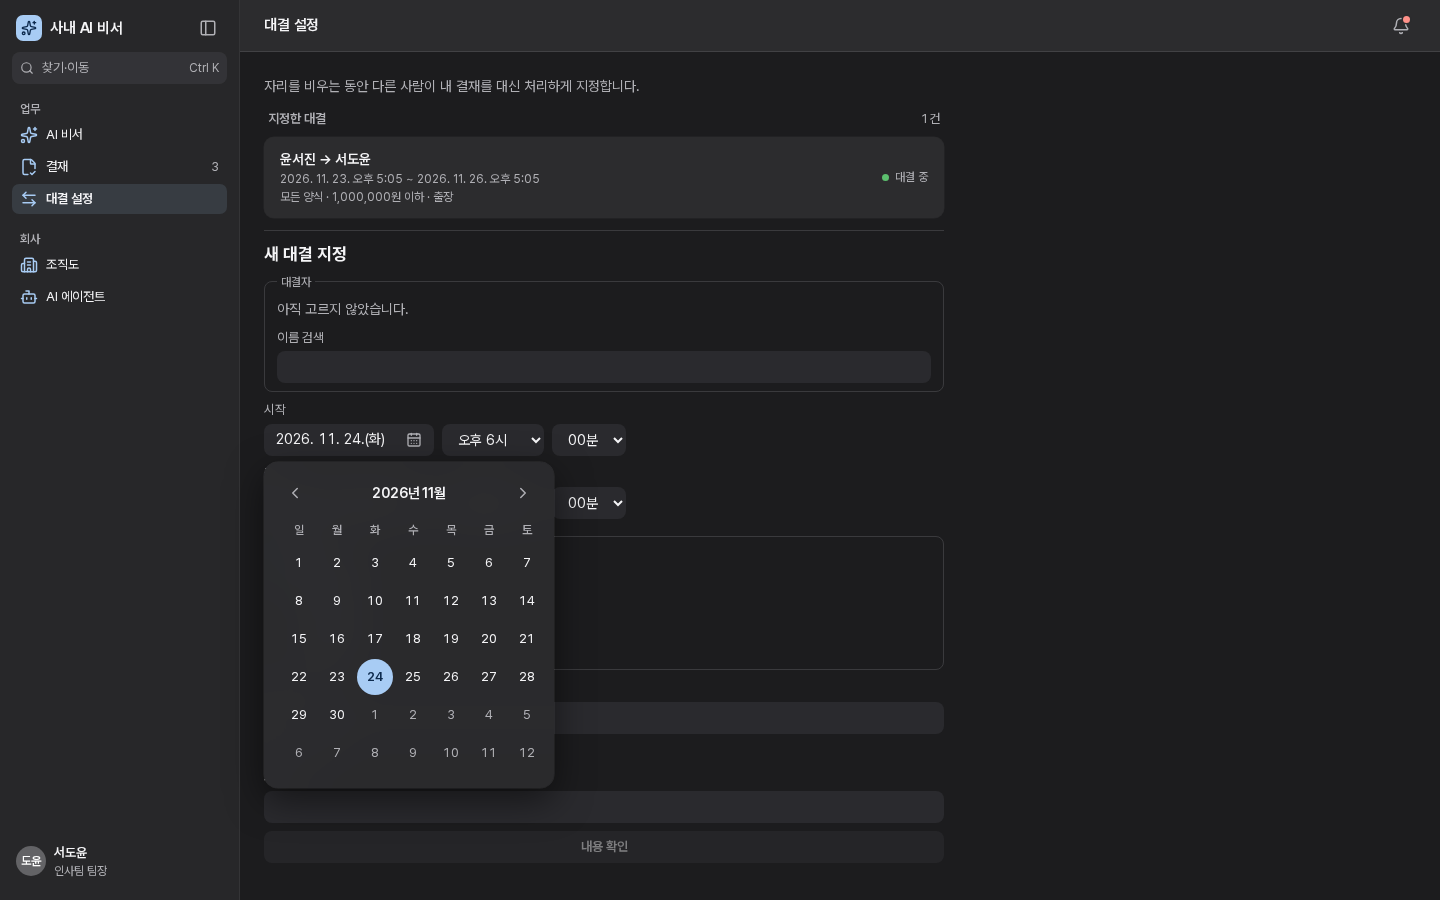 사내 AI 비서
찾기·이동 Ctrl K
업무
AI 비서
결재 3
대결 설정
회사
조직도
AI 에이전트
도윤 서도윤
인사팀 팀장
대결 설정
자리를 비우는 동안 다른 사람이 내 결재를 대신 처리하게 지정합니다.
지정한 대결 1건
윤서진 → 서도윤
2026. 11. 23. 오후 5:05 ~ 2026. 11. 26. 오후 5:05
모든 양식 · 1,000,000원 이하 · 출장
대결 중
새 대결 지정
대결자
아직 고르지 않았습니다.
이름 검색
시작
2026. 11. 24.(화) 오후 6시 00분
00분
2026년 11월
일 월 화 수 목 금 토
1 2 3 4 5 6 7
8 9 10 11 12 13 14
15 16 17 18 19 20 21
22 23 24 25 26 27 28
29 30 1 2 3 4 5
6 7 8 9 10 11 12
내용 확인